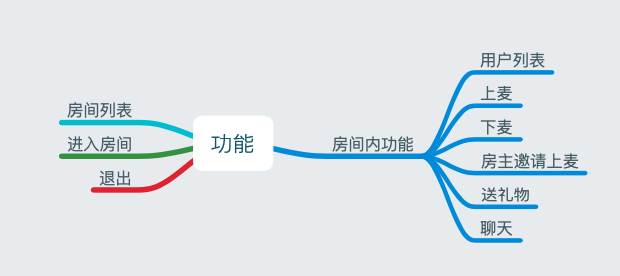 功能
房间列表
进入房间
退出
房间内功能
用户列表
上麦
下麦
房主邀请上麦
送礼物
聊天